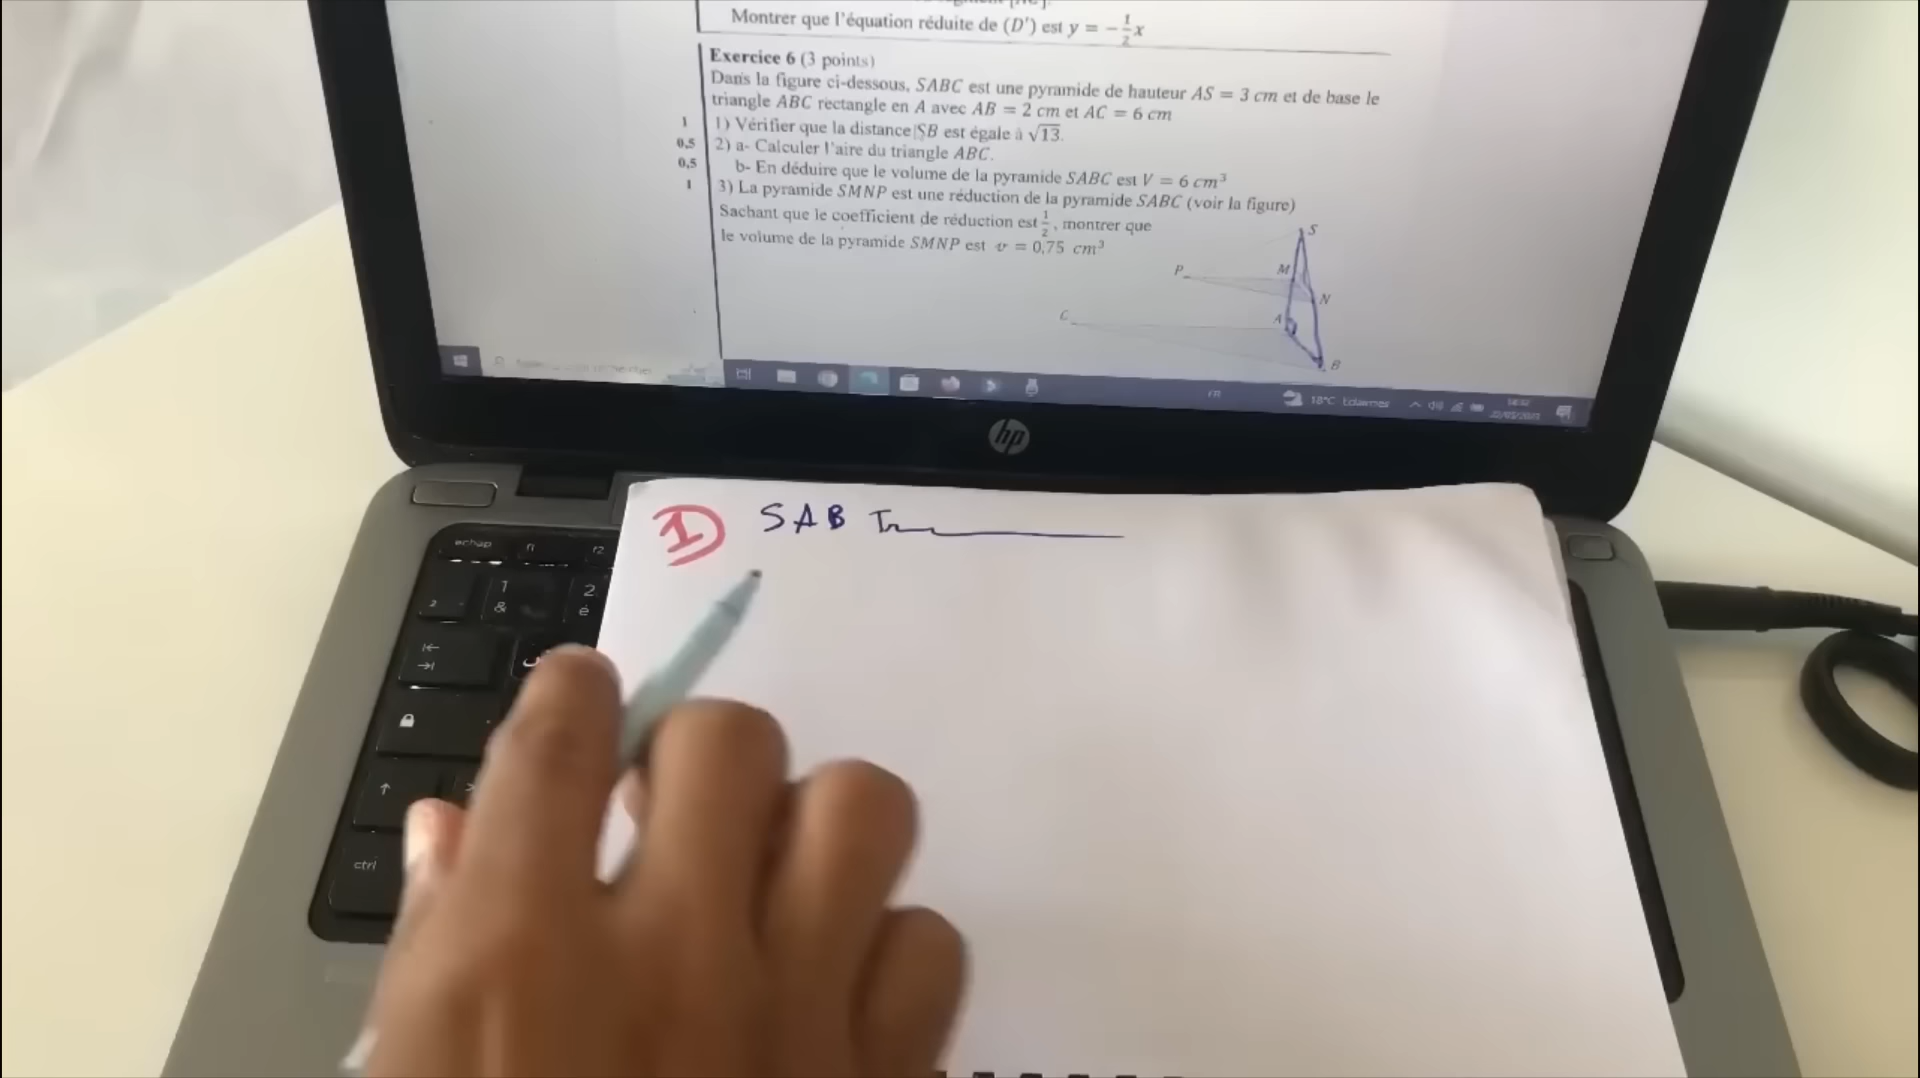 Montrer que l'équation réduite de (D') est y = -1/2 x
Exercice 6 (3 points)
Dans la figure ci-dessous, SABC est une pyramide de hauteur AS = 3 cm et de base le
triangle ABC rectangle en A avec AB = 2 cm et AC = 6 cm
1 1) Vérifier que la distance SB est égale à √13.
0,5 2) a- Calculer l'aire du triangle ABC.
0,5 b- En déduire que le volume de la pyramide SABC est V = 6 cm³
1 3) La pyramide SMNP est une réduction de la pyramide SABC (voir la figure)
Sachant que le coefficient de réduction est 1/2, montrer que
le volume de la pyramide SMNP est v = 0,75 cm³
S
P
M
N
C
A
B
18°C Eclaircies
hp
1 SAB Tr
echap f1 f2
1 & 2 é
ctrl